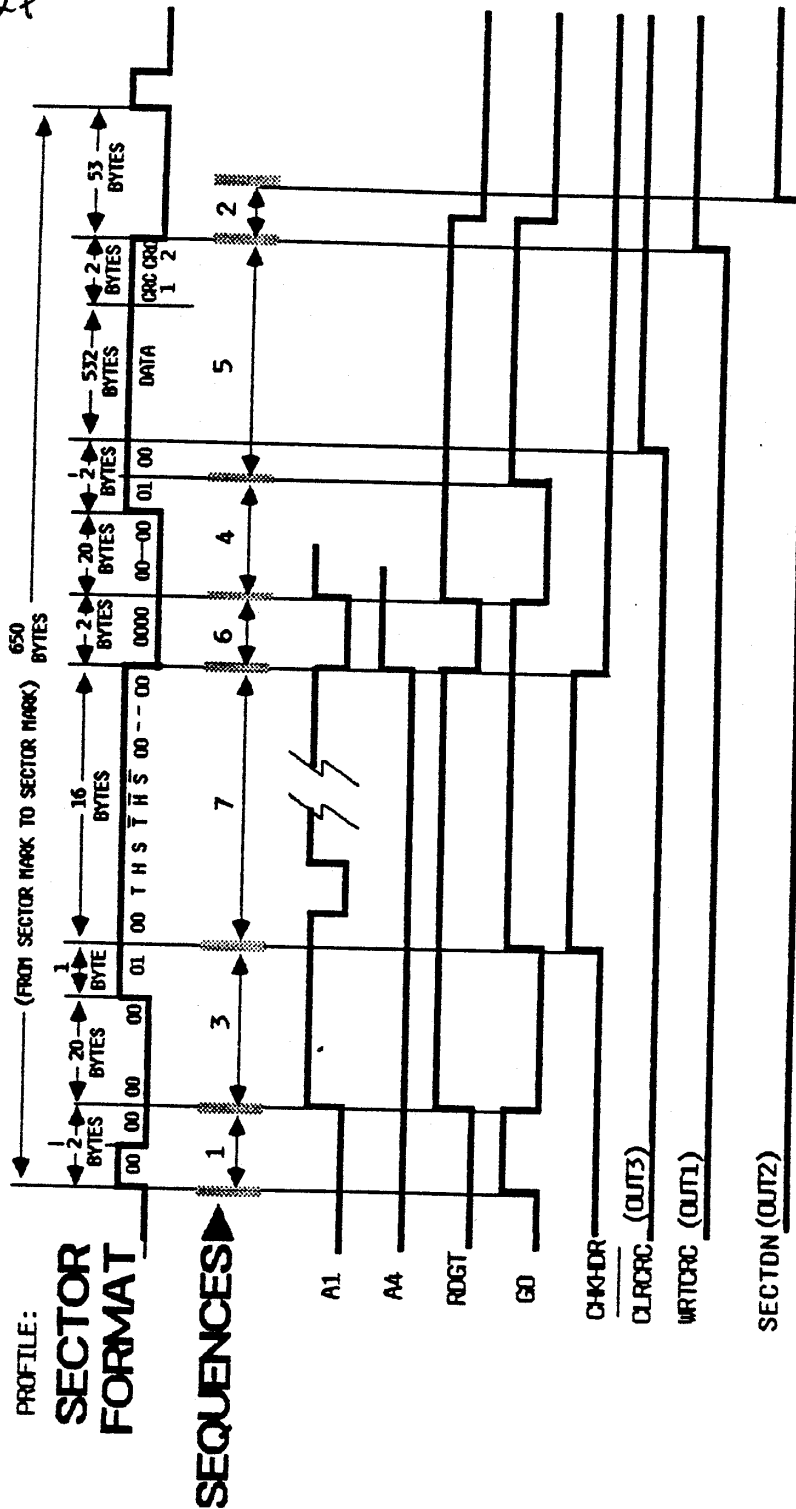 PROFILE:
SECTOR
FORMAT
(FROM SECTOR MARK TO SECTOR MARK) 650 BYTES
2 BYTES
20 BYTES
1 BYTE
16 BYTES
2 BYTES
20 BYTES
2 BYTES
532 BYTES
2 BYTES
53 BYTES
00 00 00 00 00 01 00 T H S T̅ H̅ S̅ 00 --- 00 0000 00—00 01 00 DATA CRC 1 CRC 2
SEQUENCES
1 3 7 6 4 5 2
A1
A4
RDGT
GO
CHKHDR
C̅L̅R̅C̅R̅C̅ (OUT3)
WRTCRC (OUT1)
SECTDN (OUT2)